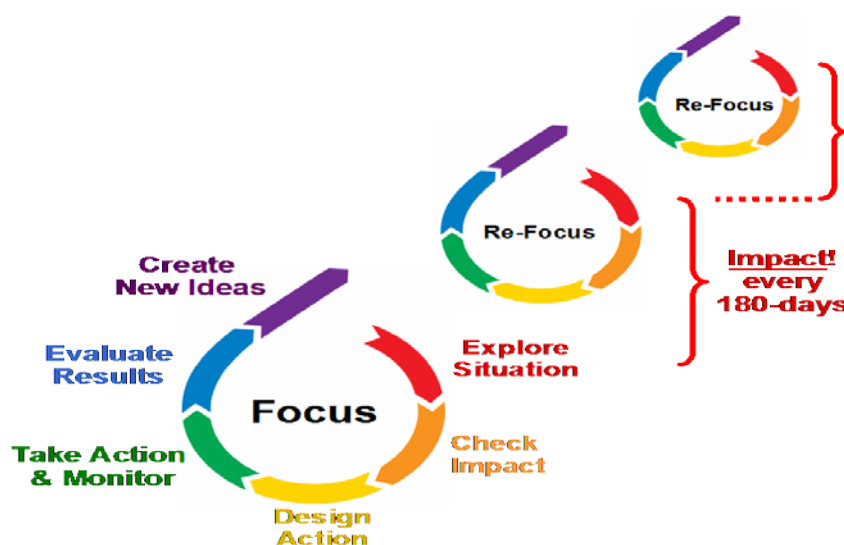 Re-Focus
Re-Focus
Impact!
every
180-days
Create
New Ideas
Explore
Situation
Evaluate
Results
Focus
Check
Impact
Take Action
& Monitor
Design
Action